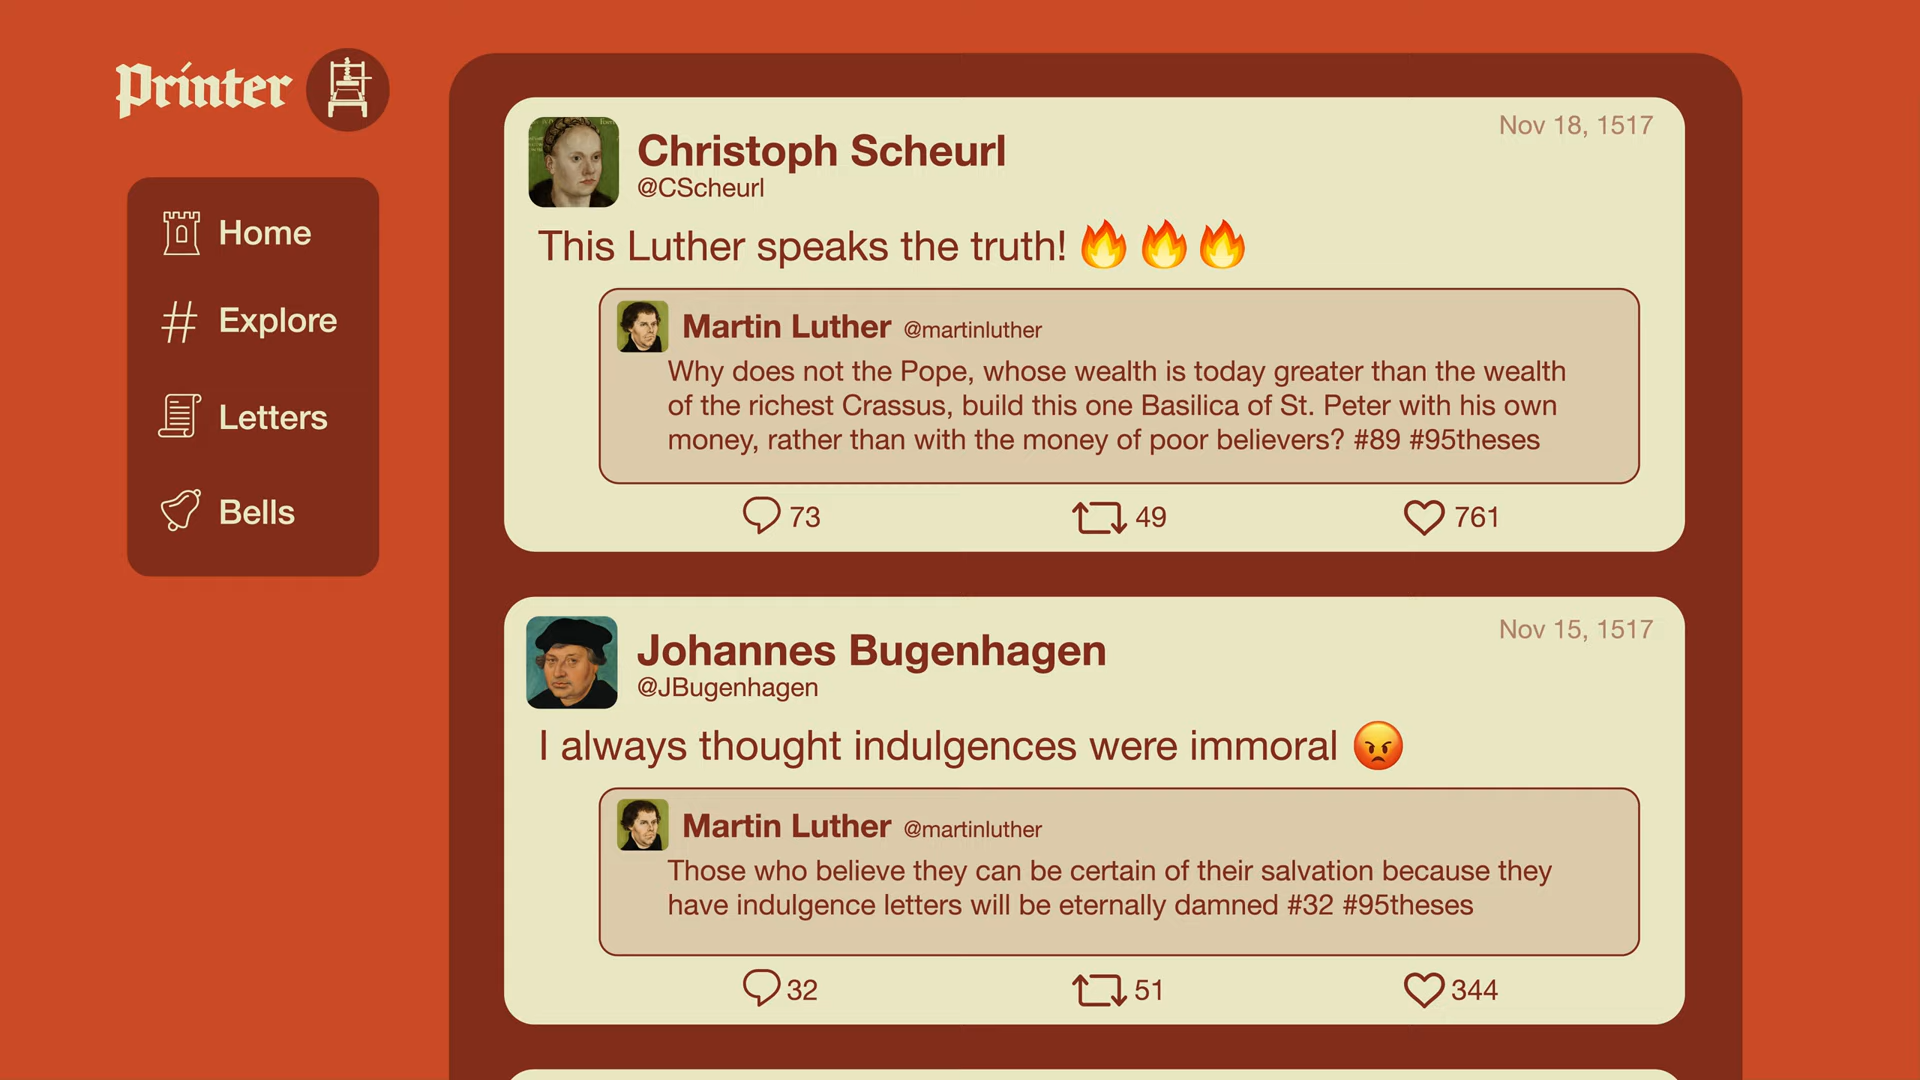 Printer
Home
Explore
Letters
Bells
Christoph Scheurl
Nov 18, 1517
@CScheurl
This Luther speaks the truth! 🔥🔥🔥
Martin Luther @martinluther
Why does not the Pope, whose wealth is today greater than the wealth
of the richest Crassus, build this one Basilica of St. Peter with his own
money, rather than with the money of poor believers? #89 #95theses
73 49 761
Johannes Bugenhagen
Nov 15, 1517
@JBugenhagen
I always thought indulgences were immoral 😡
Martin Luther @martinluther
Those who believe they can be certain of their salvation because they
have indulgence letters will be eternally damned #32 #95theses
32 51 344